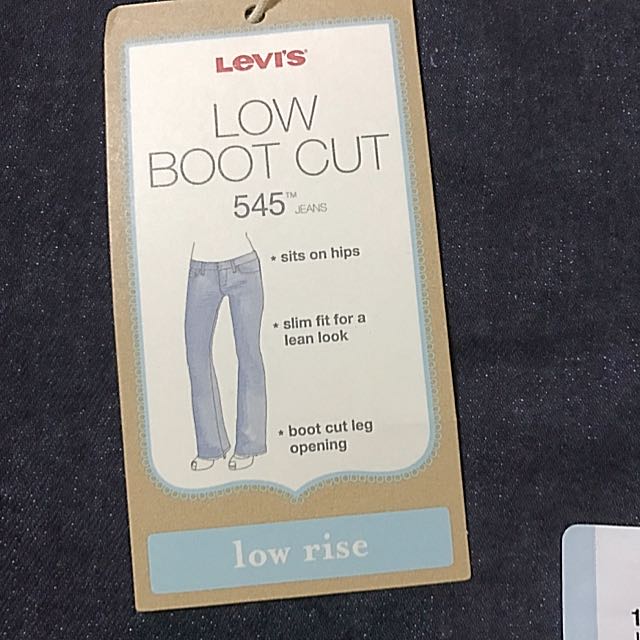 Levi's
LOW
BOOT CUT
545™ JEANS
* sits on hips
* slim fit for a
lean look
* boot cut leg
opening
low rise